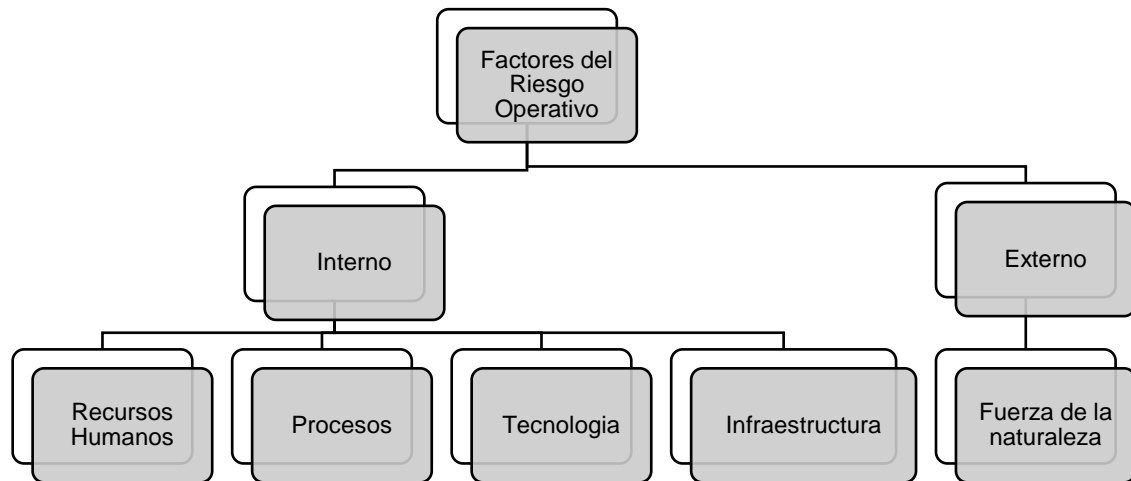 Factores del
Riesgo
Operativo
Interno
Externo
Recursos
Humanos
Procesos
Tecnologia
Infraestructura
Fuerza de la
naturaleza